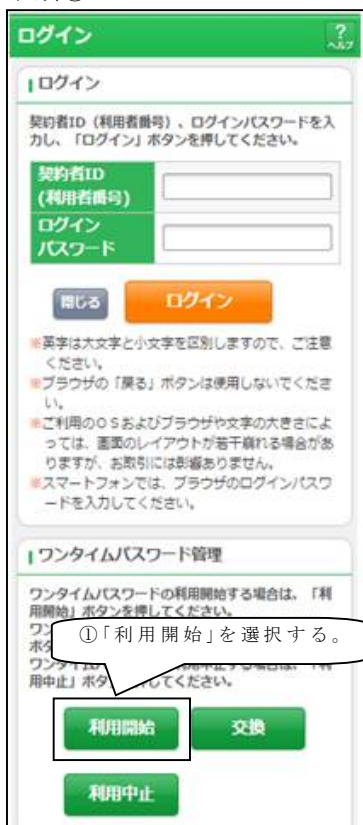 ログイン
?
ヘルプ
ログイン
契約者ID(利用者番号)、ログインパスワードを入
力し、「ログイン」ボタンを押してください。
契約者ID
(利用者番号)
ログイン
パスワード
閉じる
ログイン
※英字は大文字と小文字を区別しますので、ご注意
ください。
※ブラウザの「戻る」ボタンは使用しないでくださ
い。
※ご利用のOSおよびブラウザや文字の大きさによ
っては、画面のレイアウトが若干崩れる場合があ
りますが、お取引には影響ありません。
※スマートフォンでは、ブラウザのログインパスワ
ードを入力してください。
ワンタイムパスワード管理
ワンタイムパスワードの利用開始する場合は、「利
用開始」ボタンを押してください。
①「利用開始」を選択する。
用中止」ボタ
してください。
利用開始
交換
利用中止